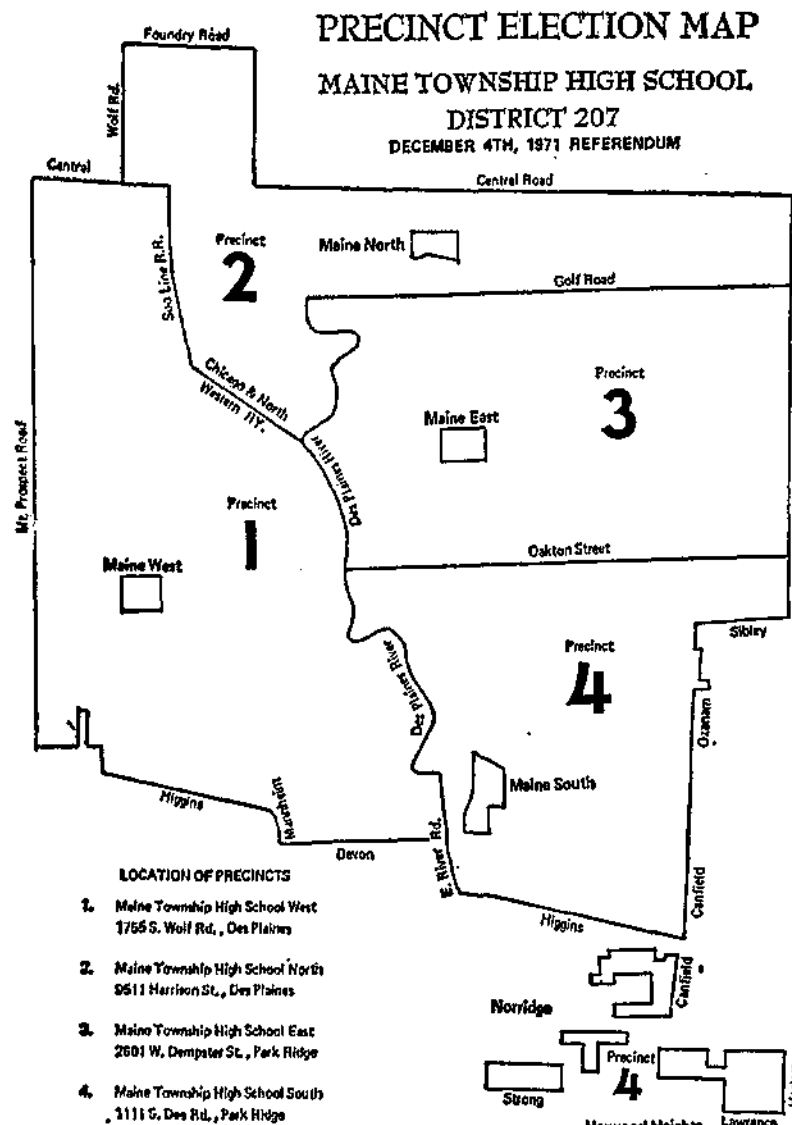 PRECINCT ELECTION MAP
MAINE TOWNSHIP HIGH SCHOOL
DISTRICT 207
DECEMBER 4TH, 1971 REFERENDUM
Foundry Road
Wolf Rd.
Central
Central Road
Precinct
2
Maine North
Soo Line R.R.
Golf Road
Chicago & North
Western RY.
Precinct
3
Maine East
Des Plaines River
Mt. Prospect Road
Precinct
1
Oakton Street
Maine West
Sibley
Precinct
4
Des Plaines River
Ozanam
Maine South
Higgins
Mannheim
Devon
E. River Rd.
Canfield
Higgins
LOCATION OF PRECINCTS
1. Maine Township High School West
1755 S. Wolf Rd., Des Plaines
2. Maine Township High School North
9511 Harrison St., Des Plaines
3. Maine Township High School East
2601 W. Dempster St., Park Ridge
4. Maine Township High School South
1111 S. Dee Rd., Park Ridge
Norridge
Canfield
Precinct
4
Strong
Lawrence
Norwood Heights